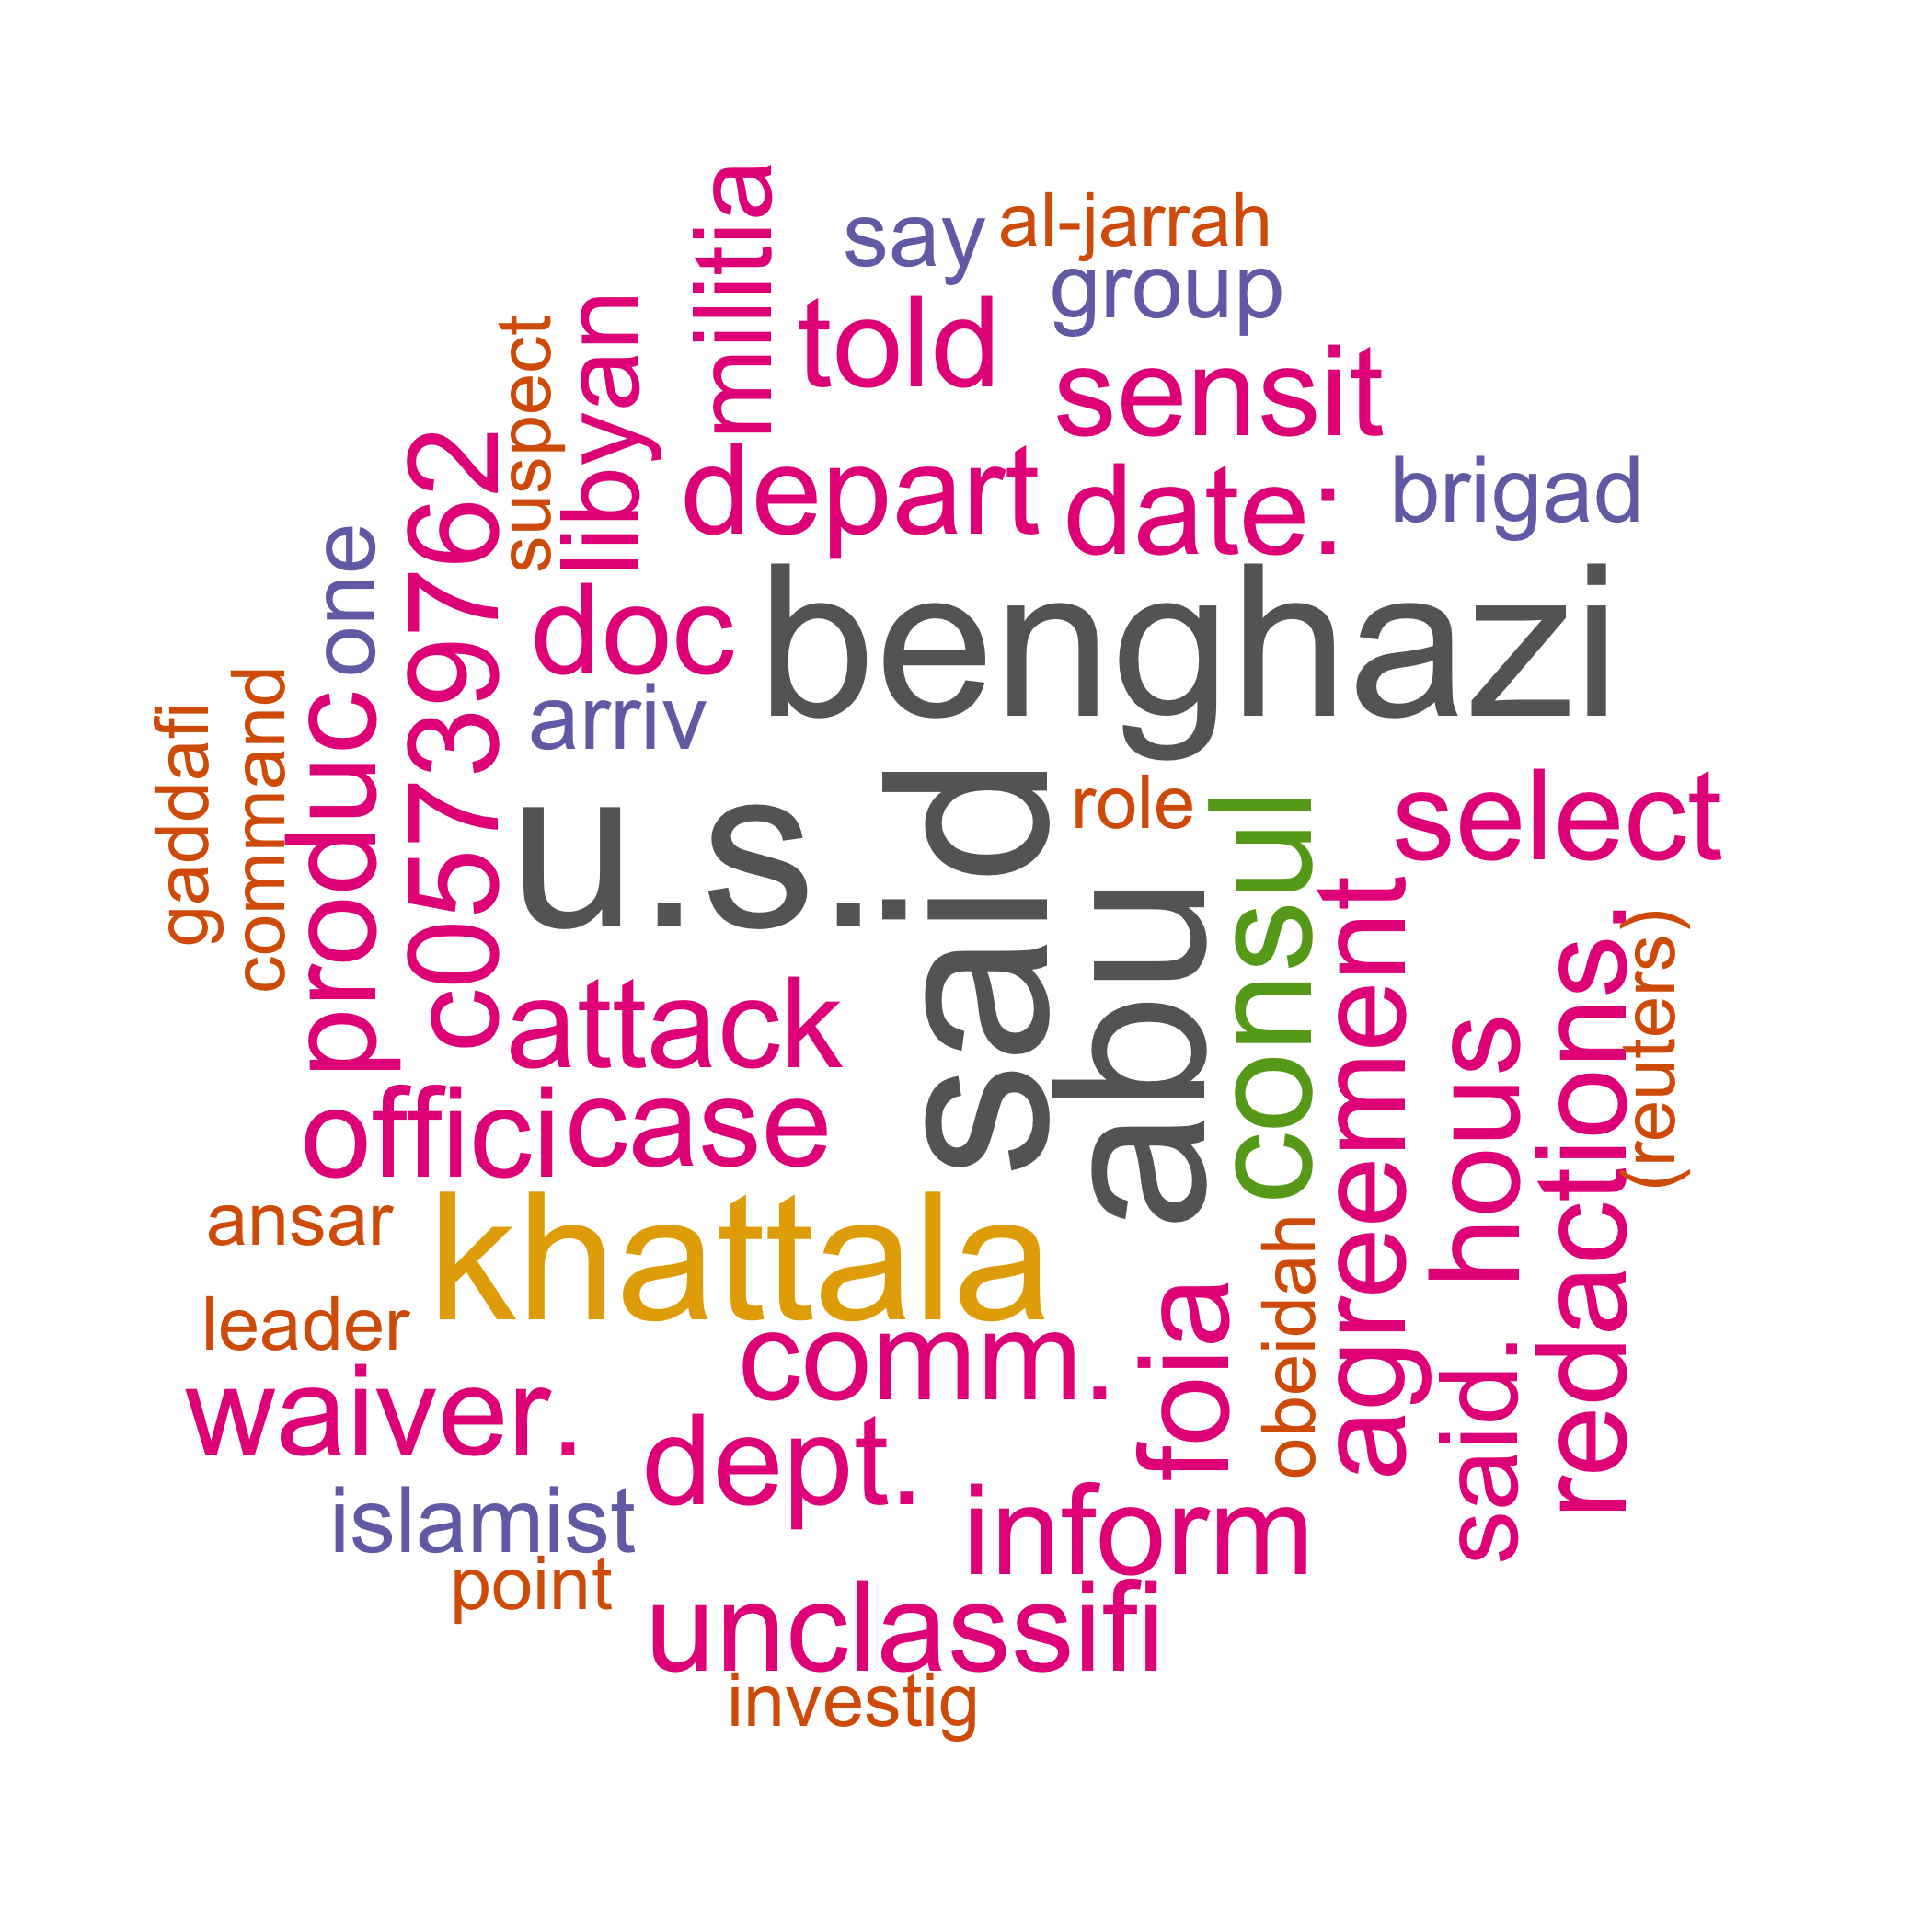 militia
say
al-jarrah
group
told
suspect
libyan
sensit
c05739762
depart
date:
brigad
one
doc
benghazi
gaddafi
command
produc
arriv
u.s.
said
role
consul
select
abu
attack
agreement
hous
redactions.
(reuters)
offici
case
ansar
khattala
leader
obeidah
foia
said.
waiver.
comm.
dept.
islamist
inform
point
unclassifi
investig